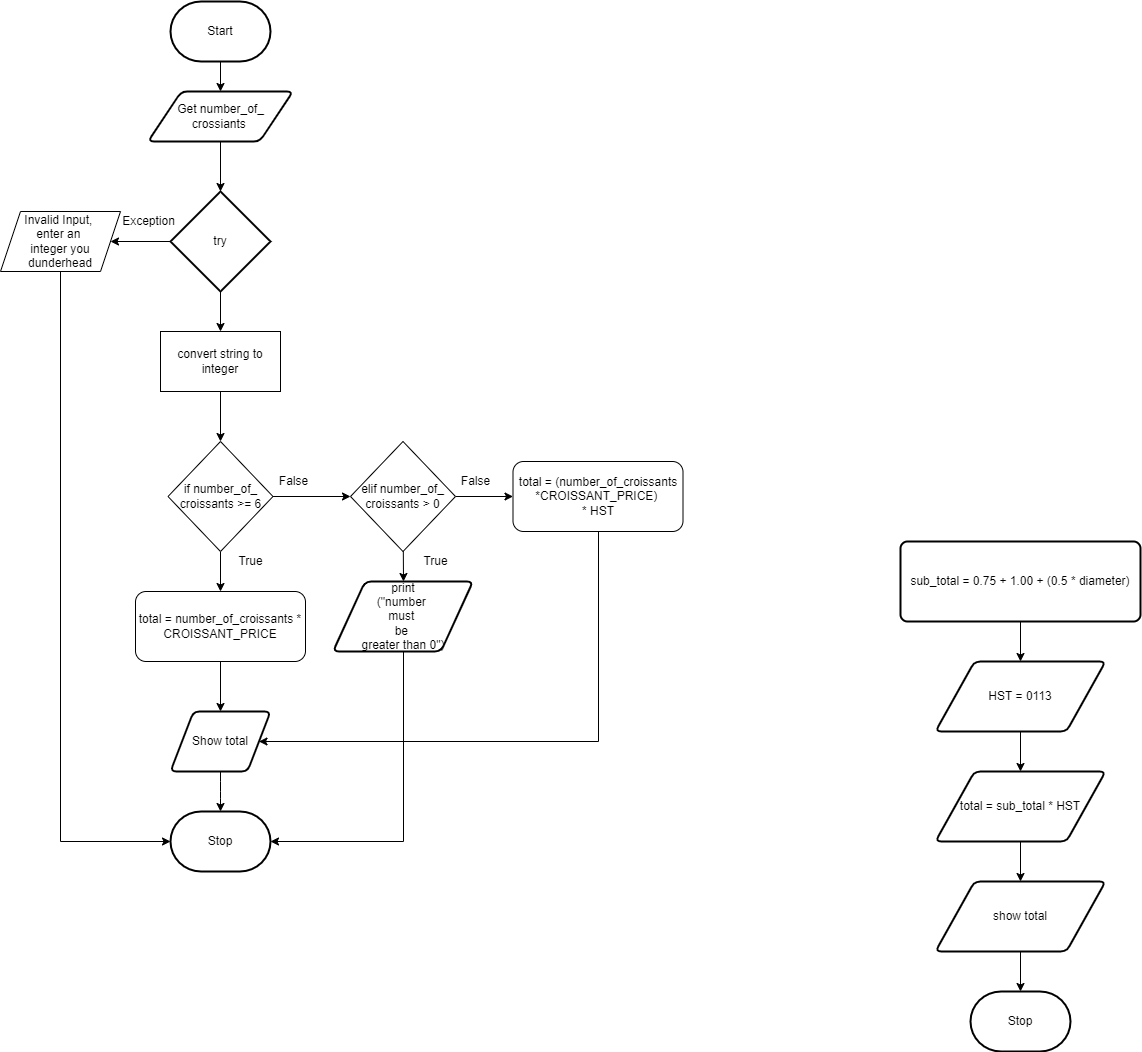 Start
Get number_of_
crossiants
try
Exception
Invalid Input,
enter an
integer you
dunderhead
convert string to
integer
if number_of_
croissants >= 6
False
elif number_of_
croissants > 0
False
total = (number_of_croissants
*CROISSANT_PRICE)
* HST
True
True
total = number_of_croissants *
CROISSANT_PRICE
print
("number
must
be
greater than 0")
Show total
Stop
sub_total = 0.75 + 1.00 + (0.5 * diameter)
HST = 0113
total = sub_total * HST
show total
Stop